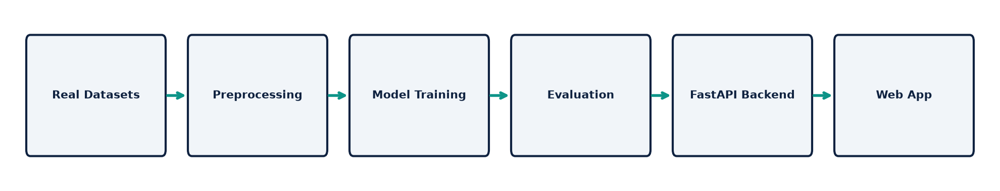 Real Datasets
Preprocessing
Model Training
Evaluation
FastAPI Backend
Web App